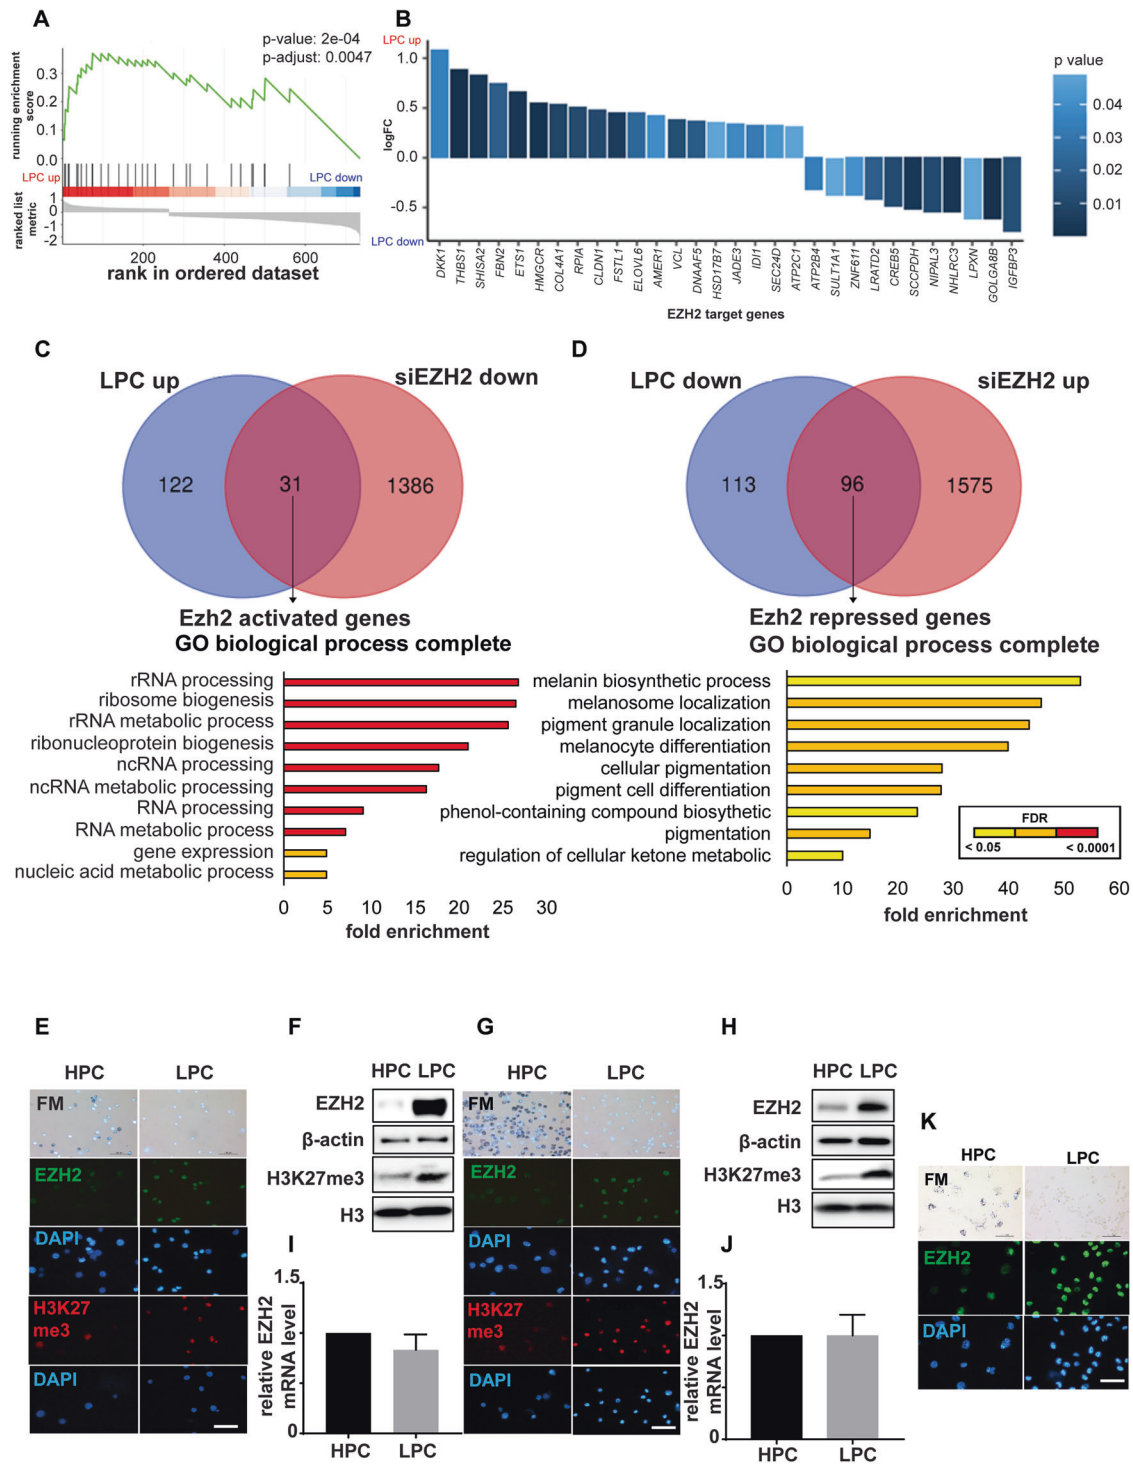 A
p-value: 2e-04
p-adjust: 0.0047
running enrichment
score
0.3
0.2
0.1
0.0
LPC up
LPC down
ranked list
metric
1
0
-1
-2
200
400
600
rank in ordered dataset
B
LPC up
1.0
0.5
0.0
-0.5
logFC
LPC down
DKK1
THBS1
SHISA2
FBN2
ETS1
HMGCR
COL4A1
RPIA
CLDN1
FSTL1
ELOVL6
AMER1
VCL
DNAAF5
HSD17B7
JADE3
IDI1
SEC24D
ATP2C1
ATP2B4
SULT1A1
ZNF611
LRATD2
CREB5
SCCPDH
NIPAL3
NHLRC3
LPXN
GOLGA8B
IGFBP3
EZH2 target genes
p value
0.04
0.03
0.02
0.01
C
LPC up
siEZH2 down
122
31
1386
Ezh2 activated genes
GO biological process complete
rRNA processing
ribosome biogenesis
rRNA metabolic process
ribonucleoprotein biogenesis
ncRNA processing
ncRNA metabolic process
RNA processing
RNA metabolic process
gene expression
nucleic acid metabolic process
0 5 10 15 20 25 30
fold enrichment
D
LPC down
siEZH2 up
113
96
1575
Ezh2 repressed genes
GO biological process complete
melanin biosynthetic process
melanosome localization
pigment granule localization
melanocyte differentiation
cellular pigmentation
pigment cell differentiation
phenol-containing compound biosynthetic
pigmentation
regulation of cellular ketone metabolic
0 10 20 30 40 50 60
fold enrichment
FDR
< 0.05 < 0.0001
E
HPC LPC
FM
EZH2
DAPI
H3K27
me3
DAPI
F
HPC LPC
EZH2
β-actin
H3K27me3
H3
G
HPC LPC
FM
EZH2
DAPI
H3K27
me3
DAPI
H
HPC LPC
EZH2
β-actin
H3K27me3
H3
I
relative EZH2
mRNA level
1.5
0
HPC LPC
J
relative EZH2
mRNA level
1.5
0
HPC LPC
K
HPC LPC
FM
EZH2
DAPI